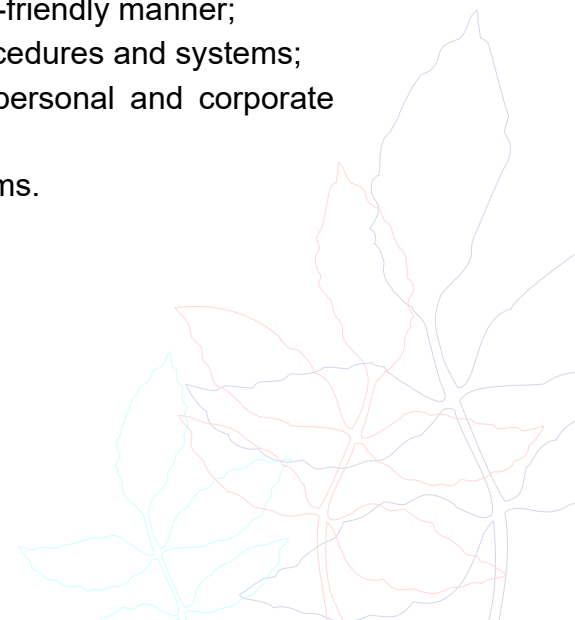 -friendly manner;
cedures and systems;
personal and corporate
ms.